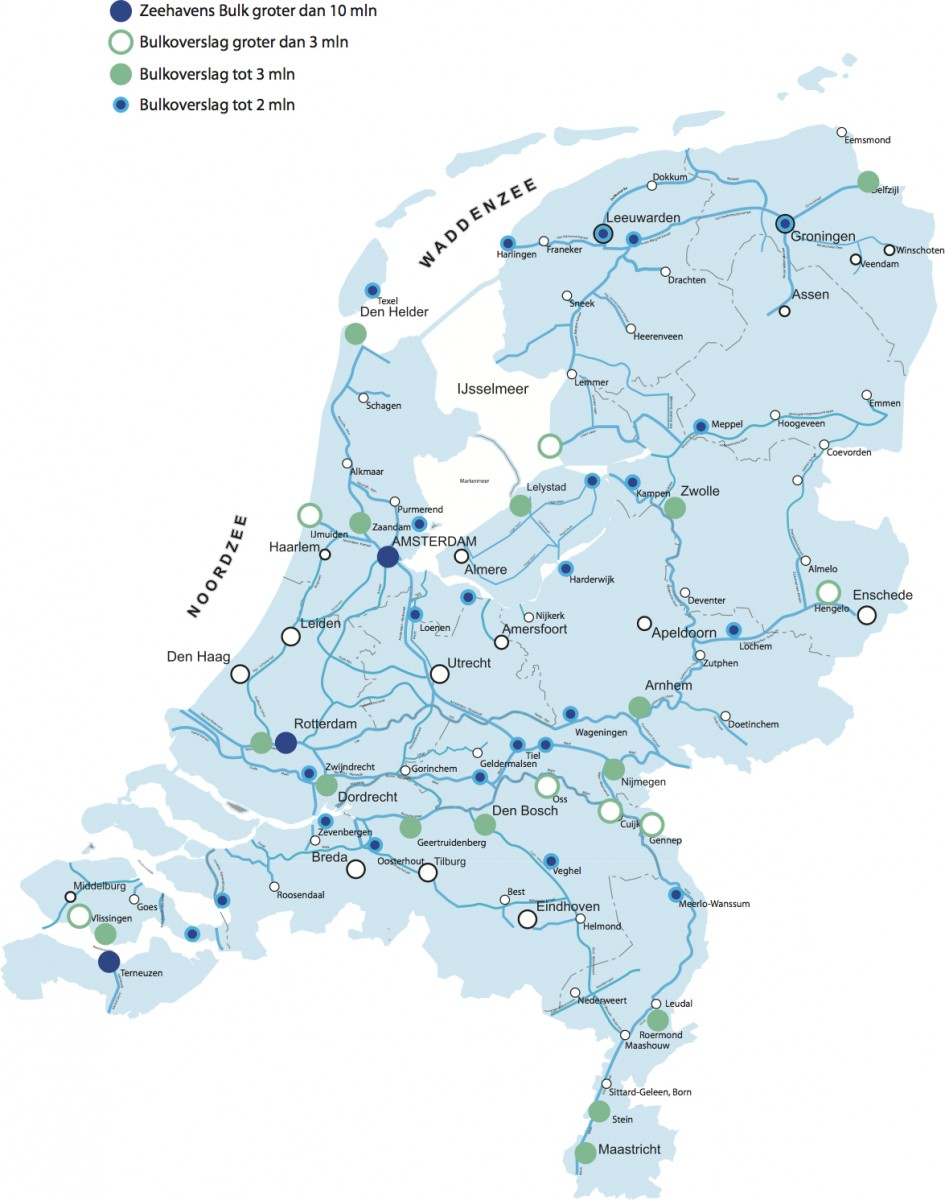 Zeehavens Bulk groter dan 10 mln
Bulkoverslag groter dan 3 mln
Bulkoverslag tot 3 mln
Bulkoverslag tot 2 mln
Eemsmond
WADDENZEE
Dokkum
Delfzijl
Leeuwarden
Groningen
Harlingen
Franeker
Winschoten
Veendam
Drachten
Texel
Assen
Sneek
Den Helder
Heerenveen
IJsselmeer
Lemmer
Schagen
Emmen
Meppel
Hoogeveen
Coevorden
Alkmaar
Markenmeer
Lelystad
Kampen
Zwolle
Purmerend
NOORDZEE
IJmuiden
Zaandam
AMSTERDAM
Haarlem
Almere
Harderwijk
Almelo
Hengelo
Enschede
Deventer
Leiden
Loenen
Nijkerk
Amersfoort
Apeldoorn
Lochem
Den Haag
Utrecht
Zutphen
Arnhem
Rotterdam
Doetinchem
Wageningen
Tiel
Geldermalsen
Zwijndrecht
Gorinchem
Nijmegen
Dordrecht
Oss
Den Bosch
Cuijk
Zevenbergen
Geertruidenberg
Gennep
Breda
Oosterhout
Tilburg
Veghel
Middelburg
Goes
Roosendaal
Best
Eindhoven
Meerlo-Wanssum
Vlissingen
Helmond
Terneuzen
Nederweert
Leudal
Roermond
Maashouw
Sittard-Geleen, Born
Stein
Maastricht